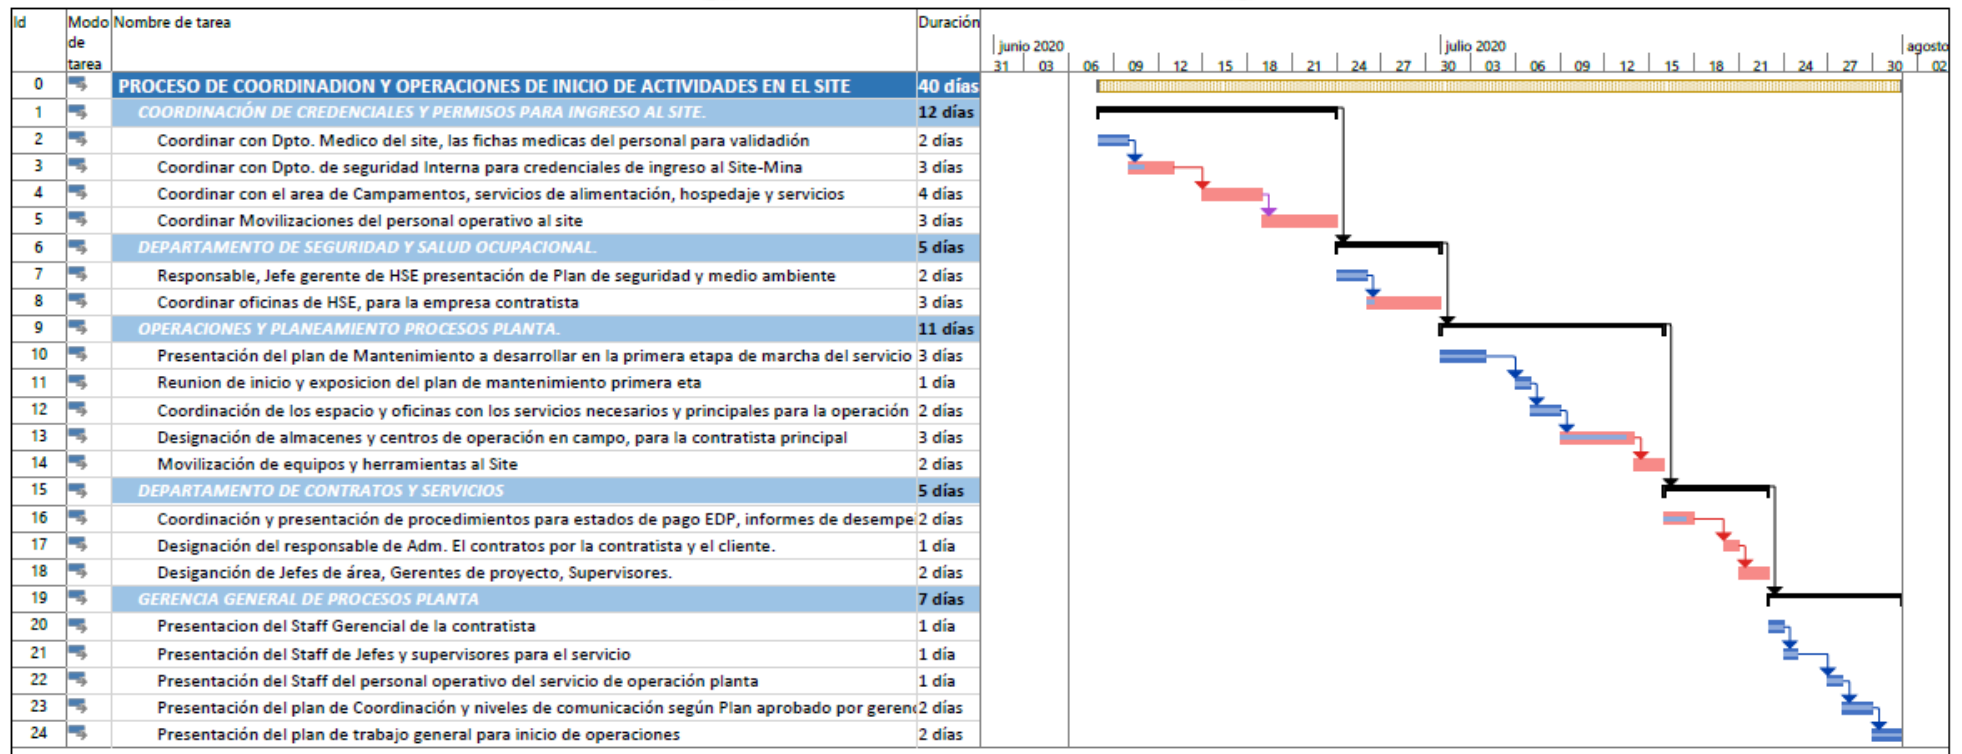 Id Modo de tarea Nombre de tarea Duración
junio 2020 julio 2020 agosto
31 03 06 09 12 15 18 21 24 27 30 03 06 09 12 15 18 21 24 27 30 02
0 PROCESO DE COORDINADION Y OPERACIONES DE INICIO DE ACTIVIDADES EN EL SITE 40 días
1 COORDINACIÓN DE CREDENCIALES Y PERMISOS PARA INGRESO AL SITE. 12 días
2 Coordinar con Dpto. Medico del site, las fichas medicas del personal para validadión 2 días
3 Coordinar con Dpto. de seguridad Interna para credenciales de ingreso al Site-Mina 3 días
4 Coordinar con el area de Campamentos, servicios de alimentación, hospedaje y servicios 4 días
5 Coordinar Movilizaciones del personal operativo al site 3 días
6 DEPARTAMENTO DE SEGURIDAD Y SALUD OCUPACIONAL. 5 días
7 Responsable, Jefe gerente de HSE presentación de Plan de seguridad y medio ambiente 2 días
8 Coordinar oficinas de HSE, para la empresa contratista 3 días
9 OPERACIONES Y PLANEAMIENTO PROCESOS PLANTA. 11 días
10 Presentación del plan de Mantenimiento a desarrollar en la primera etapa de marcha del servicio 3 días
11 Reunion de inicio y exposicion del plan de mantenimiento primera eta 1 día
12 Coordinación de los espacio y oficinas con los servicios necesarios y principales para la operación 2 días
13 Designación de almacenes y centros de operación en campo, para la contratista principal 3 días
14 Movilización de equipos y herramientas al Site 2 días
15 DEPARTAMENTO DE CONTRATOS Y SERVICIOS 5 días
16 Coordinación y presentación de procedimientos para estados de pago EDP, informes de desempe 2 días
17 Designación del responsable de Adm. El contratos por la contratista y el cliente. 1 día
18 Desigancción de Jefes de área, Gerentes de proyecto, Supervisores. 2 días
19 GERENCIA GENERAL DE PROCESOS PLANTA 7 días
20 Presentacion del Staff Gerencial de la contratista 1 día
21 Presentación del Staff de Jefes y supervisores para el servicio 1 día
22 Presentación del Staff del personal operativo del servicio de operación planta 1 día
23 Presentación del plan de Coordinación y niveles de comunicación según Plan aprobado por geren 2 días
24 Presentación del plan de trabajo general para inicio de operaciones 2 días